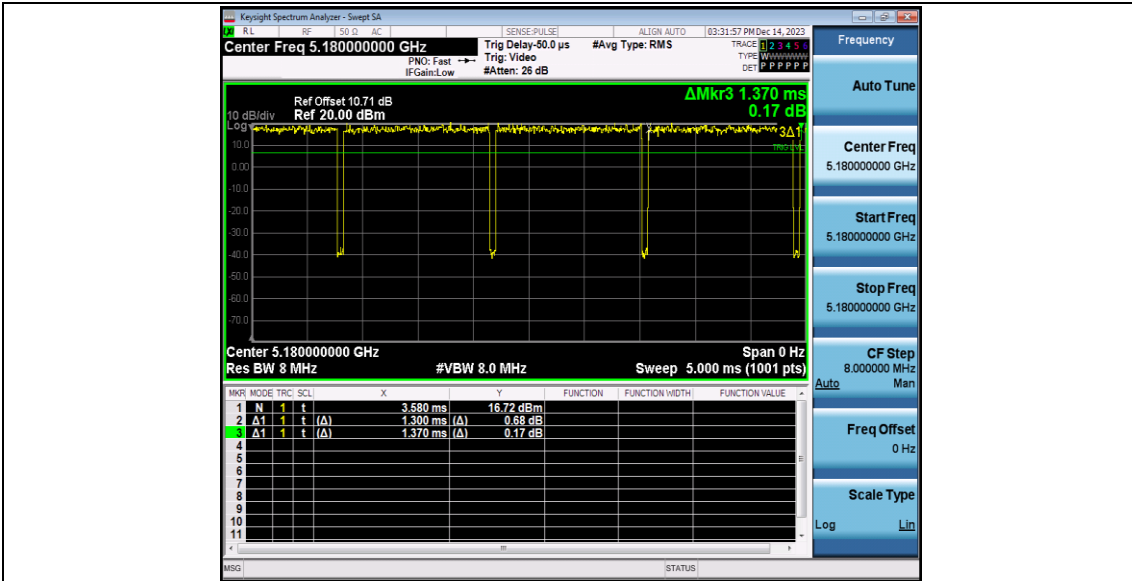 Keysight Spectrum Analyzer - Swept SA
RL RF 50 Ω AC SENSE:PULSE ALIGN AUTO 03:31:57 PM Dec 14, 2023
Center Freq 5.180000000 GHz
PNO: Fast
IFGain:Low
Trig Delay-50.0 µs
Trig: Video
#Atten: 26 dB
#Avg Type: RMS
TRACE 1 2 3 4 5 6
TYPE WWWWWW
DET P P P P P P
Frequency
ΔMkr3 1.370 ms
0.17 dB
Ref Offset 10.71 dB
10 dB/div Ref 20.00 dBm
Log
3Δ1
TRIG LVL
10.0
0.00
-10.0
-20.0
-30.0
-40.0
-50.0
-60.0
-70.0
Center 5.180000000 GHz Span 0 Hz
Res BW 8 MHz #VBW 8.0 MHz Sweep 5.000 ms (1001 pts)
MKR MODE TRC SCL X Y FUNCTION FUNCTION WIDTH FUNCTION VALUE
1 N 1 t 3.580 ms 16.72 dBm
2 Δ1 1 t (Δ) 1.300 ms (Δ) 0.68 dB
3 Δ1 1 t (Δ) 1.370 ms (Δ) 0.17 dB
4
5
6
7
8
9
10
11
MSG STATUS
Auto Tune
Center Freq
5.180000000 GHz
Start Freq
5.180000000 GHz
Stop Freq
5.180000000 GHz
CF Step
8.000000 MHz
Auto Man
Freq Offset
0 Hz
Scale Type
Log Lin